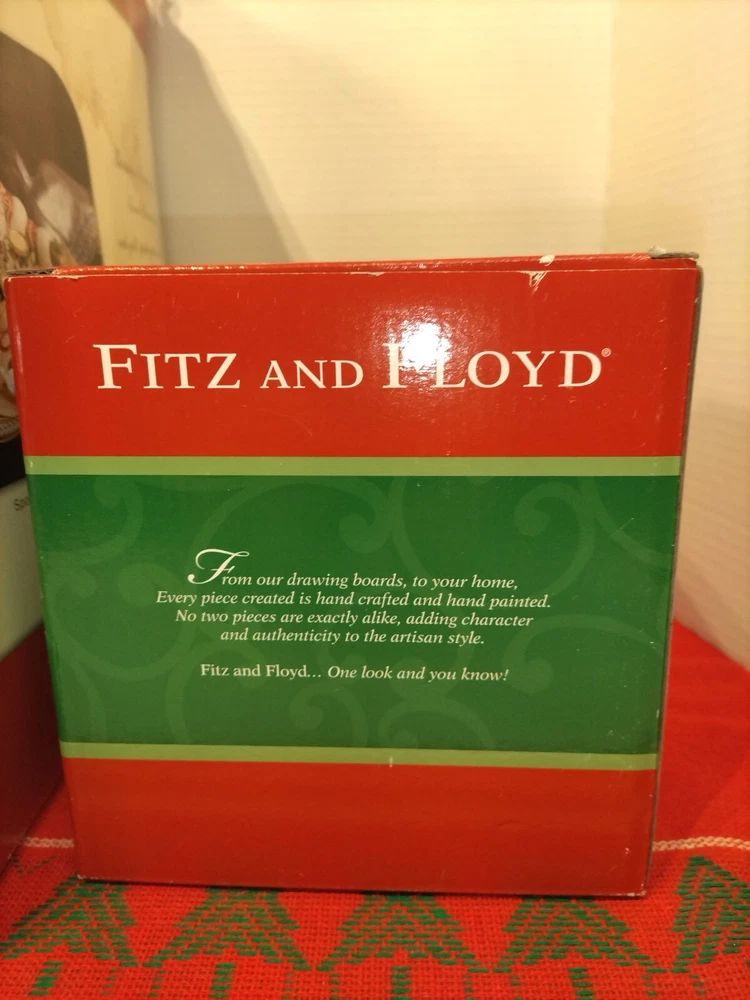 FITZ AND FLOYD®
From our drawing boards, to your home,
Every piece created is hand crafted and hand painted.
No two pieces are exactly alike, adding character
and authenticity to the artisan style.
Fitz and Floyd... One look and you know!